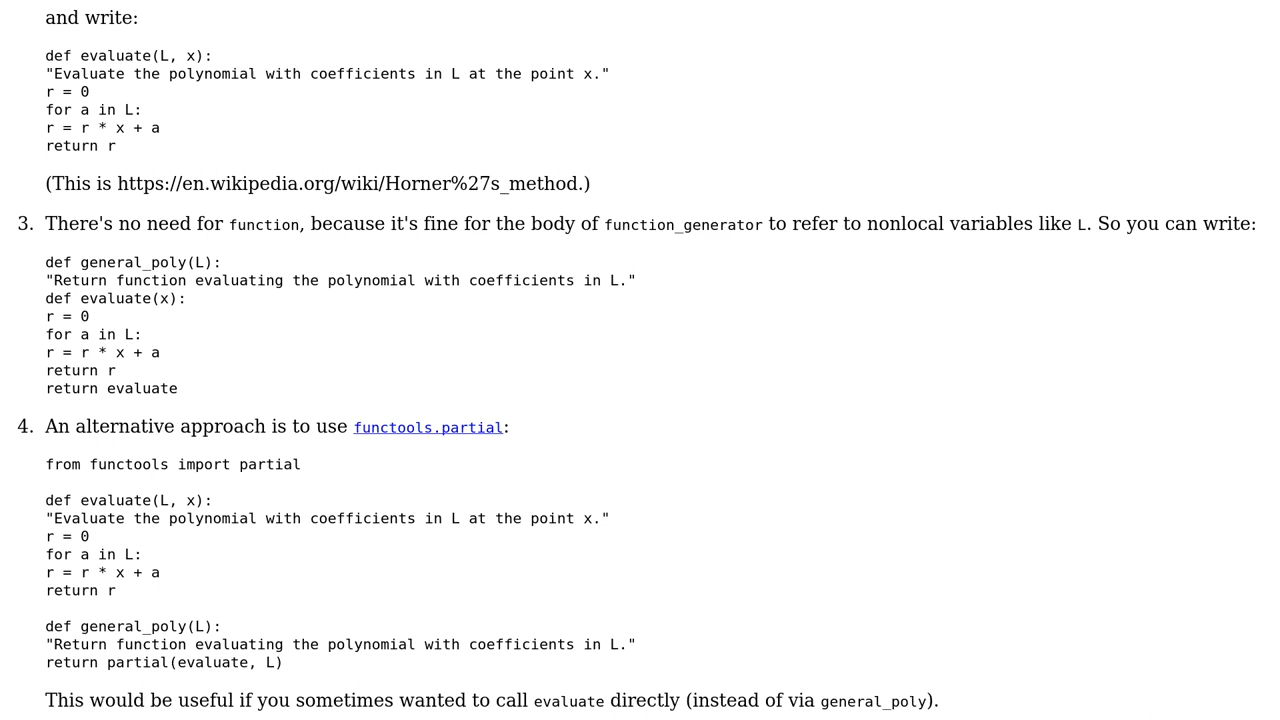 and write:
def evaluate(L, x):
"Evaluate the polynomial with coefficients in L at the point x."
r = 0
for a in L:
r = r * x + a
return r
(This is https://en.wikipedia.org/wiki/Horner%27s_method.)
3. There's no need for function, because it's fine for the body of function_generator to refer to nonlocal variables like L. So you can write:
def general_poly(L):
"Return function evaluating the polynomial with coefficients in L."
def evaluate(x):
r = 0
for a in L:
r = r * x + a
return r
return evaluate
4. An alternative approach is to use functools.partial:
from functools import partial
def evaluate(L, x):
"Evaluate the polynomial with coefficients in L at the point x."
r = 0
for a in L:
r = r * x + a
return r
def general_poly(L):
"Return function evaluating the polynomial with coefficients in L."
return partial(evaluate, L)
This would be useful if you sometimes wanted to call evaluate directly (instead of via general_poly).